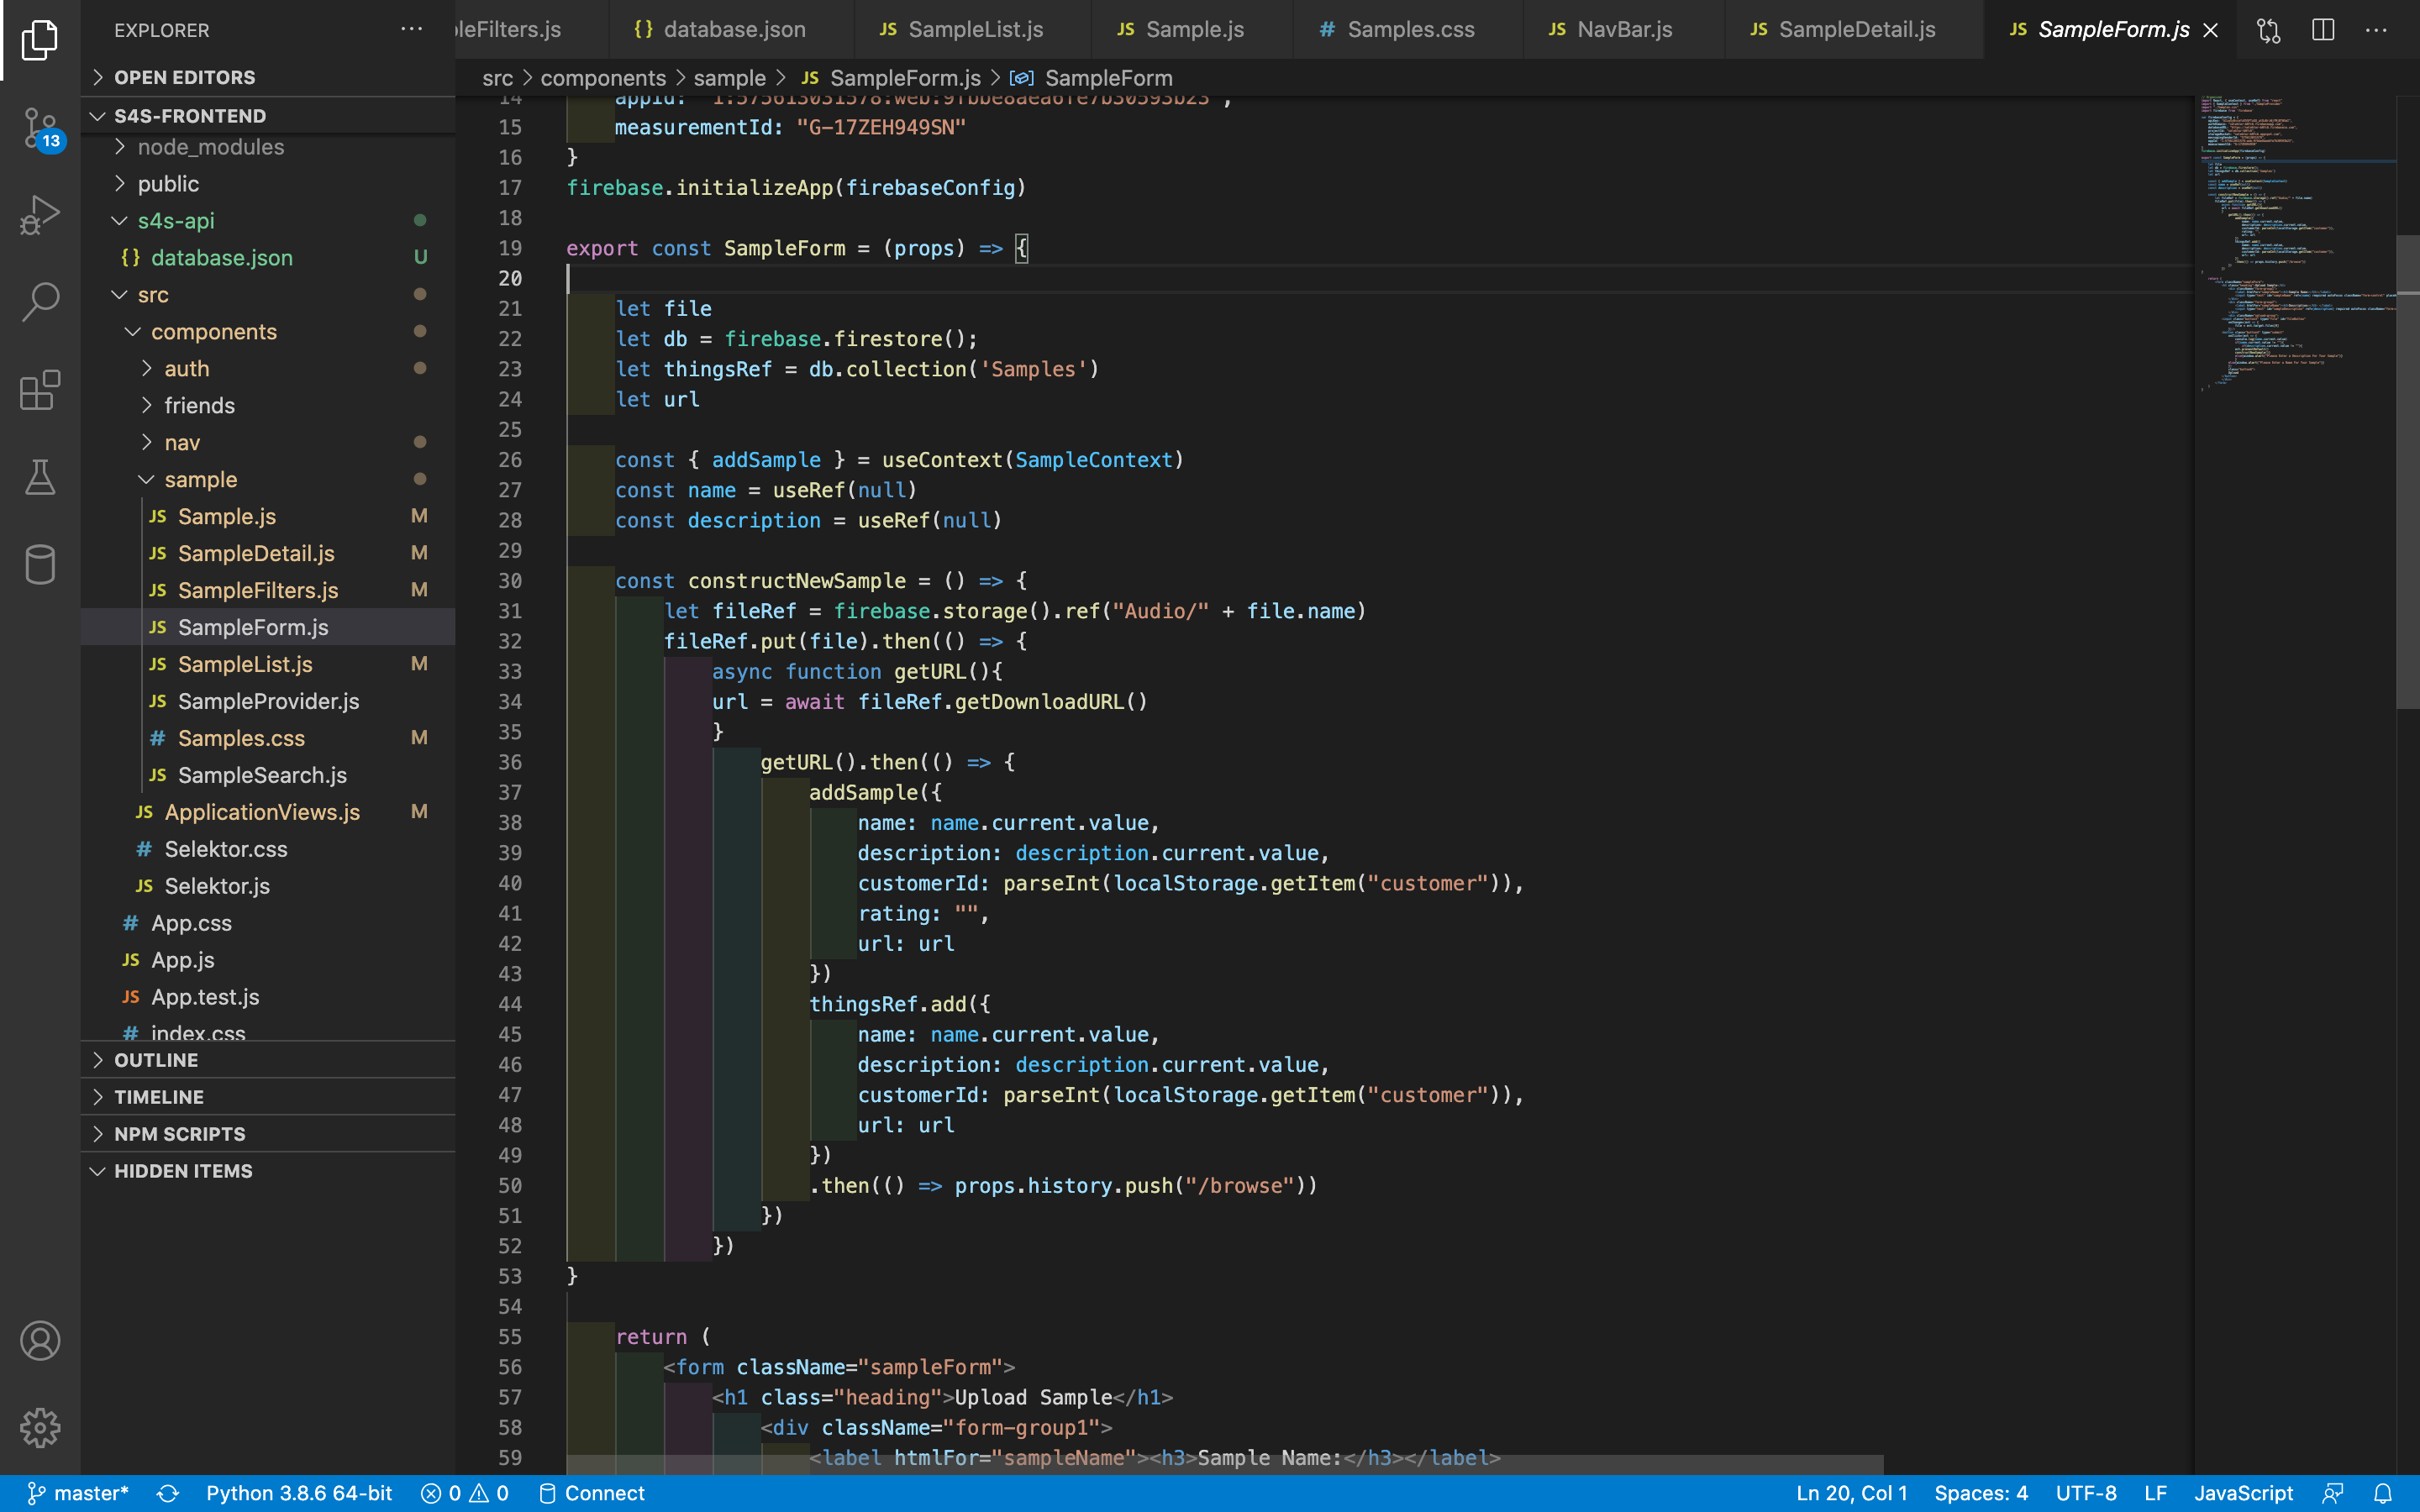 EXPLORER
OPEN EDITORS
S4S-FRONTEND
node_modules
public
s4s-api
{} database.json U
src
components
auth
friends
nav
sample
JS Sample.js M
JS SampleDetail.js M
JS SampleFilters.js M
JS SampleForm.js
JS SampleList.js M
JS SampleProvider.js
# Samples.css M
JS SampleSearch.js
JS ApplicationViews.js M
# Selektor.css
JS Selektor.js
# App.css
JS App.js
JS App.test.js
# index.css
OUTLINE
TIMELINE
NPM SCRIPTS
HIDDEN ITEMS
13
leFilters.js {} database.json JS SampleList.js JS Sample.js # Samples.css JS NavBar.js JS SampleDetail.js JS SampleForm.js
src > components > sample > JS SampleForm.js > SampleForm
14 appId:
15 measurementId: "G-17ZEH949SN"
16 }
17 firebase.initializeApp(firebaseConfig)
18
19 export const SampleForm = (props) => {
20
21 let file
22 let db = firebase.firestore();
23 let thingsRef = db.collection('Samples')
24 let url
25
26 const { addSample } = useContext(SampleContext)
27 const name = useRef(null)
28 const description = useRef(null)
29
30 const constructNewSample = () => {
31 let fileRef = firebase.storage().ref("Audio/" + file.name)
32 fileRef.put(file).then(() => {
33 async function getURL(){
34 url = await fileRef.getDownloadURL()
35 }
36 getURL().then(() => {
37 addSample({
38 name: name.current.value,
39 description: description.current.value,
40 customerId: parseInt(localStorage.getItem("customer")),
41 rating: "",
42 url: url
43 })
44 thingsRef.add({
45 name: name.current.value,
46 description: description.current.value,
47 customerId: parseInt(localStorage.getItem("customer")),
48 url: url
49 })
50 .then(() => props.history.push("/browse"))
51 })
52 })
53 }
54
55 return (
56 <form className="sampleForm">
57 <h1 class="heading">Upload Sample</h1>
58 <div className="form-group1">
59 <label htmlFor="sampleName"><h3>Sample Name:</h3></label>
master* Python 3.8.6 64-bit 0 0 Connect Ln 20, Col 1 Spaces: 4 UTF-8 LF JavaScript